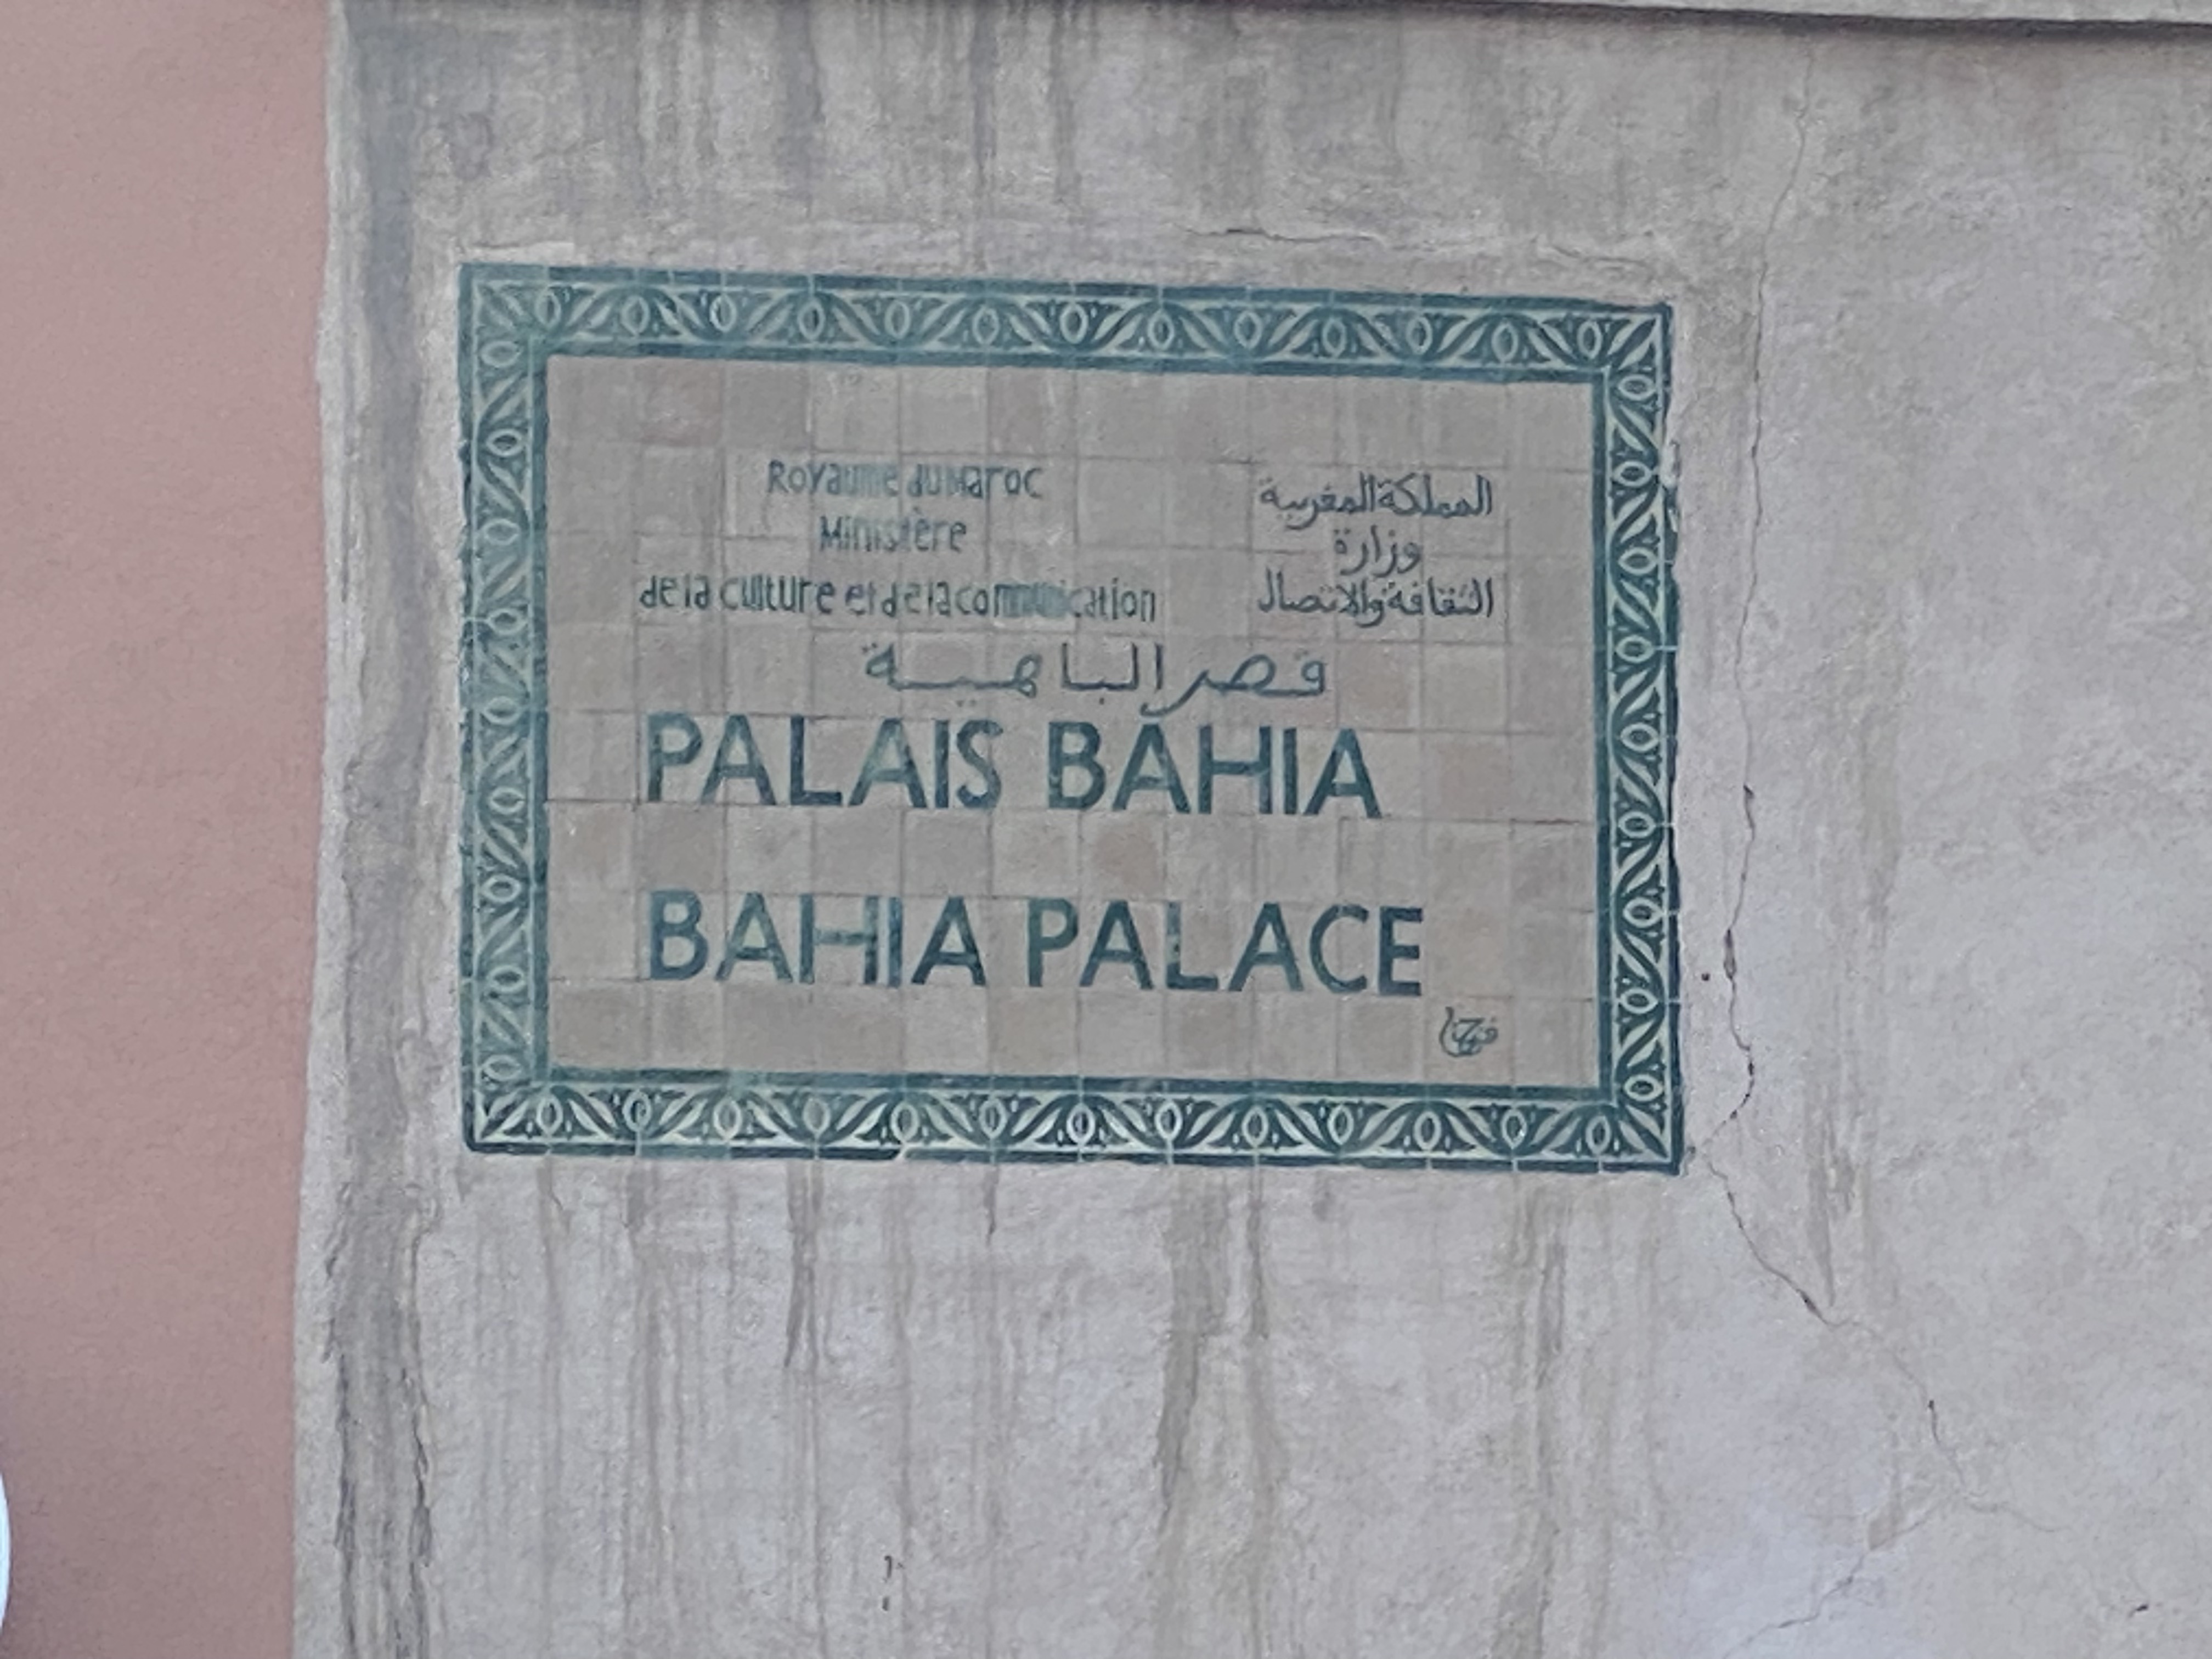 Royaume du Maroc
Ministère
de la culture et de la communication
المملكة المغربية
وزارة
الثقافة والاتصال
قصر الباهية
PALAIS BAHIA
BAHIA PALACE